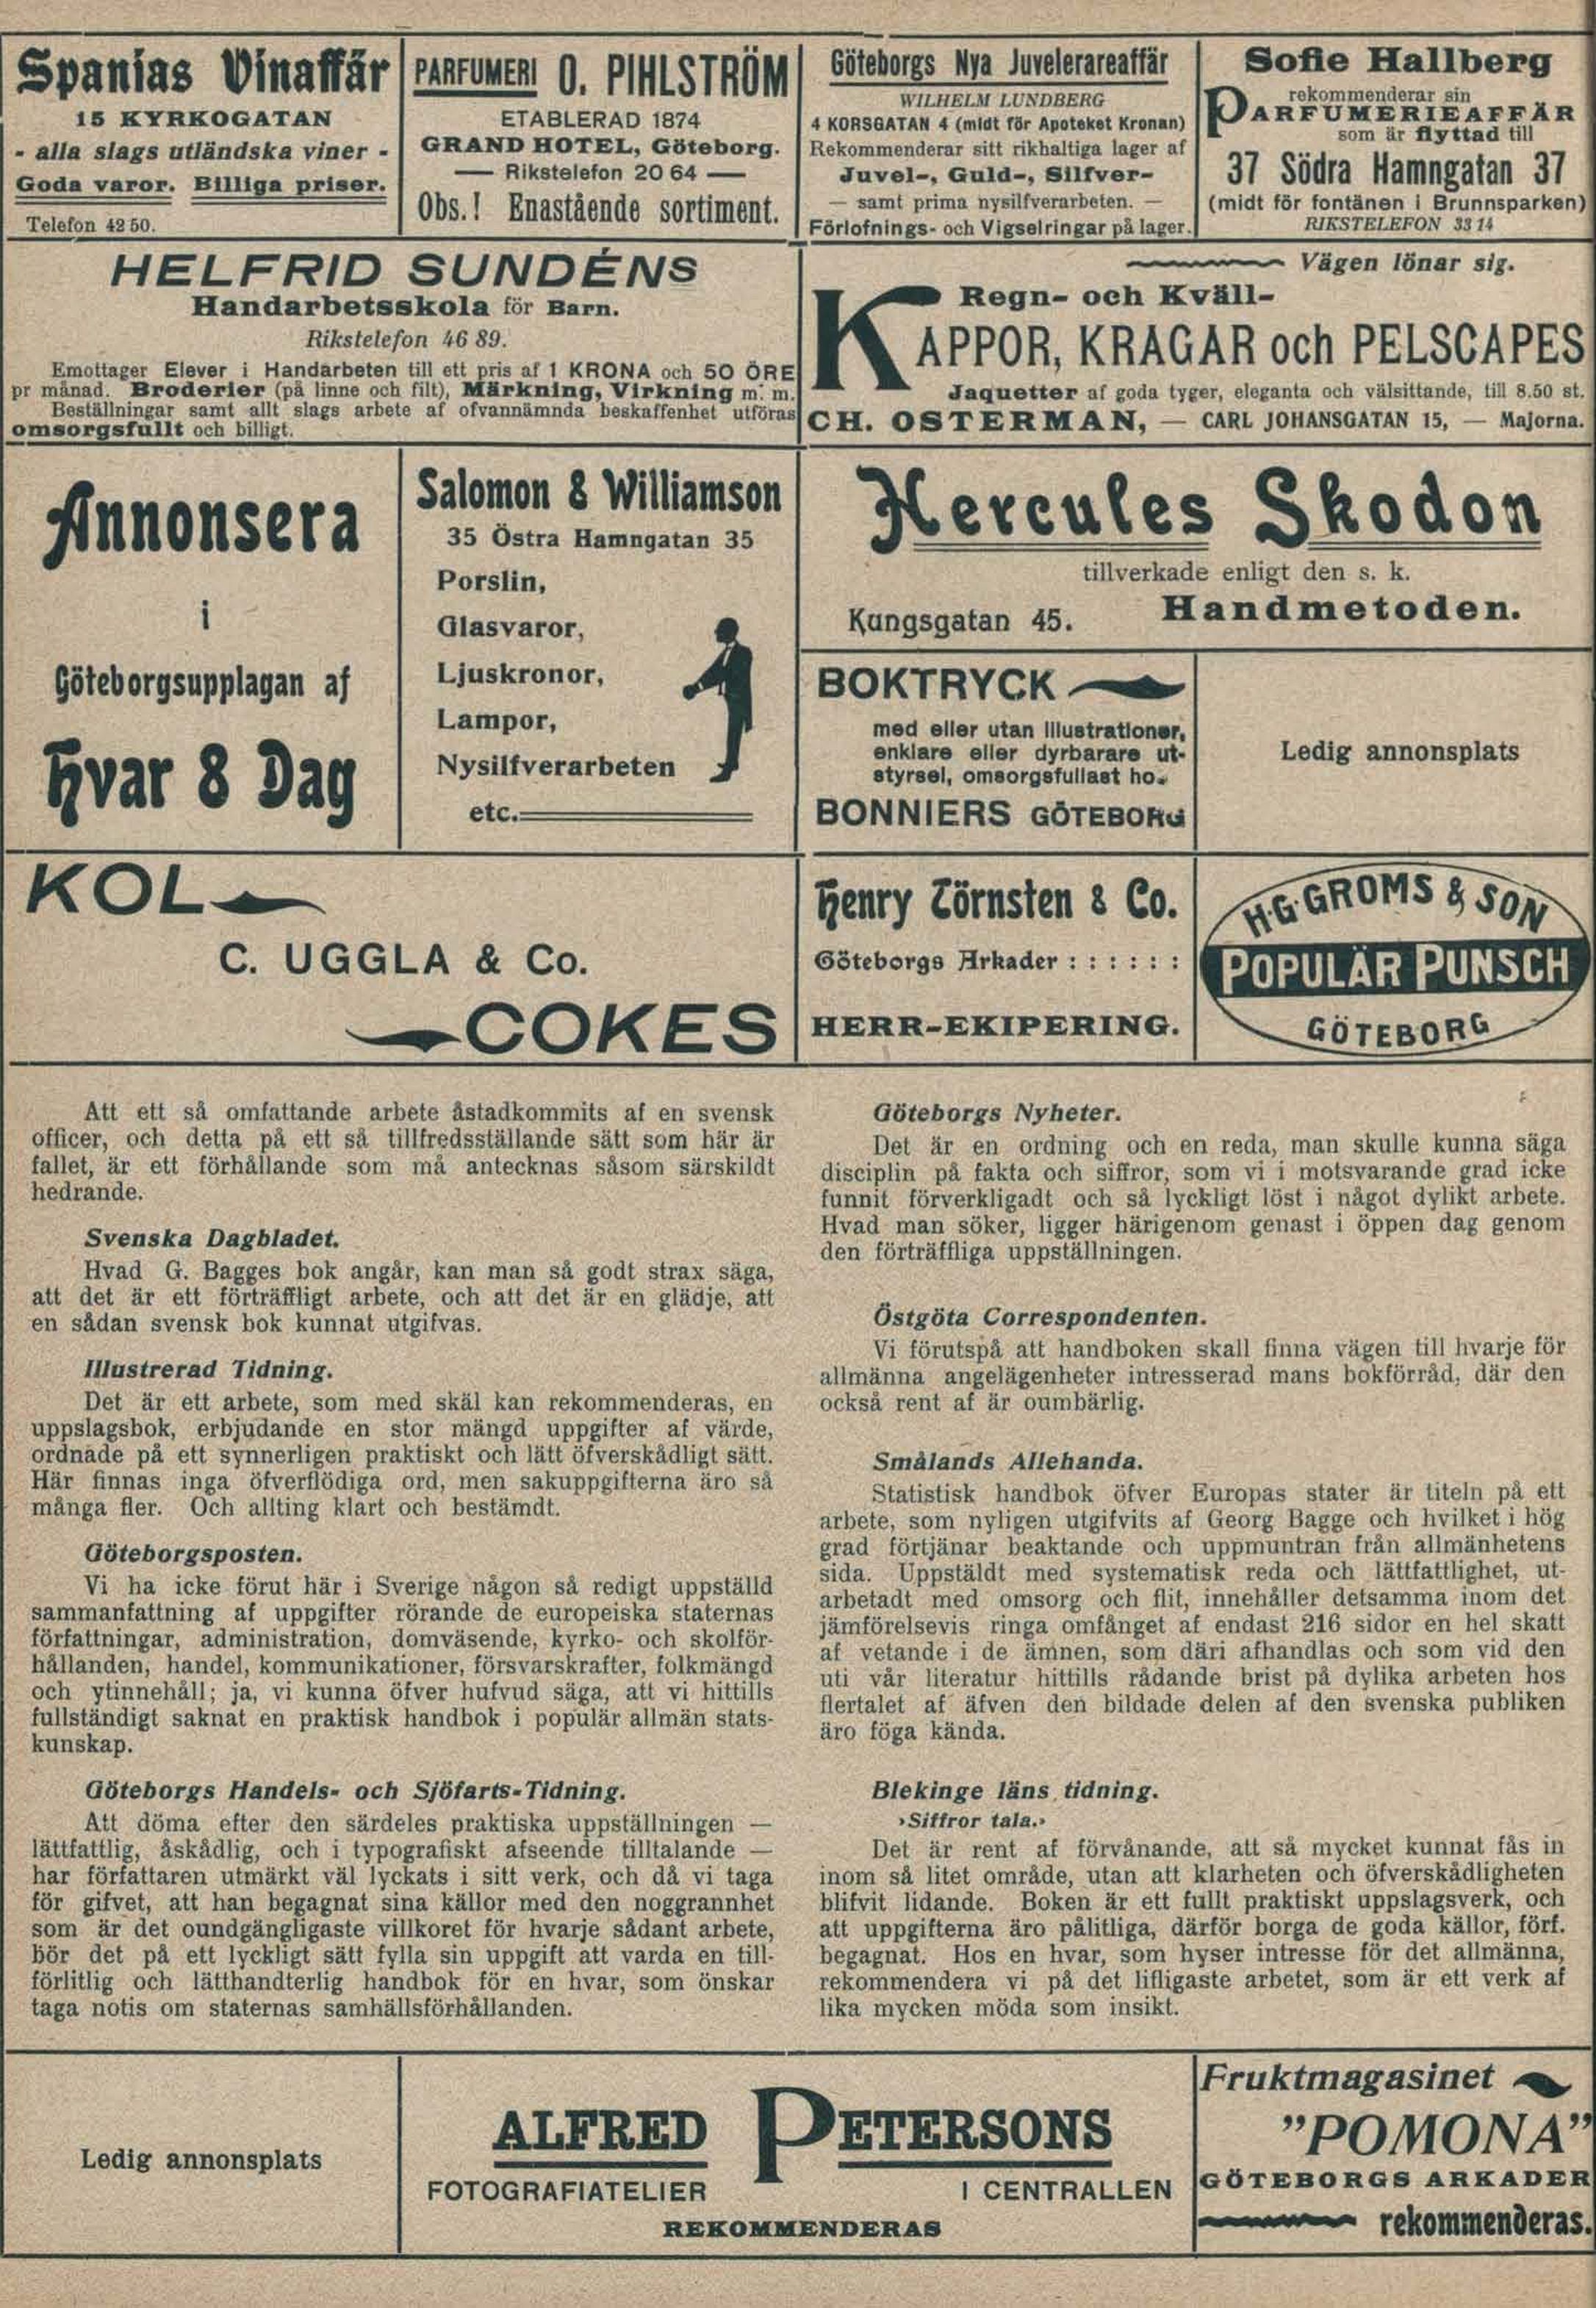 Spanias Vinaffär
15 KYRKOGATAN
- alla slags utländska viner -
Goda varor. Billiga priser.
Telefon 42 50.
PARFUMERI O. PIHLSTRÖM
ETABLERAD 1874
GRAND HOTEL, Göteborg.
— Rikstelefon 20 64 —
Obs.! Enastående sortiment.
Göteborgs Nya Juvelerareaffär
WILHELM LUNDBERG
4 KORSGATAN 4 (midt för Apoteket Kronan)
Rekommenderar sitt rikhaltiga lager af
Juvel-, Guld-, Silfver-
— samt prima nysilfverarbeten. —
Förlofnings- och Vigselringar på lager.
Sofie Hallberg
rekommenderar sin
PARFUMERIEAFFÄR
som är flyttad till
37 Södra Hamngatan 37
(midt för fontänen i Brunnsparken)
RIKSTELEFON 33 14
HELFRID SUNDÉNS
Handarbetsskola för Barn.
Rikstelefon 46 89.
Emottager Elever i Handarbeten till ett pris af 1 KRONA och 50 ÖRE
pr månad. Broderier (på linne och filt), Märkning, Virkning m. m.
Beställningar samt allt slags arbete af ofvannämnda beskaffenhet utföras
omsorgsfullt och billigt.
Vägen lönar sig.
Regn- och Kväll-
KAPPOR, KRAGAR och PELSCAPES
Jaquetter af goda tyger, eleganta och välsittande, till 8.50 st.
CH. OSTERMAN, — CARL JOHANSGATAN 15, — Majorna.
Annonsera
i
Göteborgsupplagan af
Hvar 8 Dag
Salomon & Williamson
35 Östra Hamngatan 35
Porslin,
Glasvaror,
Ljuskronor,
Lampor,
Nysilfverarbeten
etc.
Hercules Skodon
tillverkade enligt den s. k.
Kungsgatan 45. Handmetoden.
BOKTRYCK
med eller utan Illustrationer,
enklare eller dyrbarare ut-
styrsel, omsorgsfullast ho.
BONNIERS GÖTEBORG
Ledig annonsplats
KOL
C. UGGLA & Co.
COKES
Henry Törnsten & Co.
Göteborgs Arkader : : : : : :
HERR-EKIPERING.
H.G. GROMS & SON
POPULÄR PUNSCH
GÖTEBORG
Att ett så omfattande arbete åstadkommits af en svensk
officer, och detta på ett så tillfredsställande sätt som här är
fallet, är ett förhållande som må antecknas såsom särskildt
hedrande.
Svenska Dagbladet.
Hvad G. Bagges bok angår, kan man så godt strax säga,
att det är ett förträffligt arbete, och att det är en glädje, att
en sådan svensk bok kunnat utgifvas.
Illustrerad Tidning.
Det är ett arbete, som med skäl kan rekommenderas, en
uppslagsbok, erbjudande en stor mängd uppgifter af värde,
ordnade på ett synnerligen praktiskt och lätt öfverskådligt sätt.
Här finnas inga öfverflödiga ord, men sakuppgifterna äro så
många fler. Och allting klart och bestämdt.
Göteborgsposten.
Vi ha icke förut här i Sverige någon så redigt uppställd
sammanfattning af uppgifter rörande de europeiska staternas
författningar, administration, domväsende, kyrko- och skolför-
hållanden, handel, kommunikationer, försvarskrafter, folkmängd
och ytinnehåll; ja, vi kunna öfver hufvud säga, att vi hittills
fullständigt saknat en praktisk handbok i populär allmän stats-
kunskap.
Göteborgs Handels- och Sjöfarts-Tidning.
Att döma efter den särdeles praktiska uppställningen —
lättfattlig, åskådlig, och i typografiskt afseende tilltalande —
har författaren utmärkt väl lyckats i sitt verk, och då vi taga
för gifvet, att han begagnat sina källor med den noggrannhet
som är det oundgängligaste villkoret för hvarje sådant arbete,
bör det på ett lyckligt sätt fylla sin uppgift att varda en till-
förlitlig och lätthandterlig handbok för en hvar, som önskar
taga notis om staternas samhällsförhållanden.
Göteborgs Nyheter.
Det är en ordning och en reda, man skulle kunna säga
disciplin på fakta och siffror, som vi i motsvarande grad icke
funnit förverkligadt och så lyckligt löst i något dylikt arbete.
Hvad man söker, ligger härigenom genast i öppen dag genom
den förträffliga uppställningen.
Östgöta Correspondenten.
Vi förutspå att handboken skall finna vägen till hvarje för
allmänna angelägenheter intresserad mans bokförråd, där den
också rent af är oumbärlig.
Smålands Allehanda.
Statistisk handbok öfver Europas stater är titeln på ett
arbete, som nyligen utgifvits af Georg Bagge och hvilket i hög
grad förtjänar beaktande och uppmuntran från allmänhetens
sida. Uppstäldt med systematisk reda och lättfattlighet, ut-
arbetadt med omsorg och flit, innehåller detsamma inom det
jämförelsevis ringa omfånget af endast 216 sidor en hel skatt
af vetande i de ämnen, som däri afhandlas och som vid den
uti vår literatur hittills rådande brist på dylika arbeten hos
flertalet af äfven den bildade delen af den svenska publiken
äro föga kända.
Blekinge läns tidning.
»Siffror tala.»
Det är rent af förvånande, att så mycket kunnat fås in
inom så litet område, utan att klarheten och öfverskådligheten
blifvit lidande. Boken är ett fullt praktiskt uppslagsverk, och
att uppgifterna äro pålitliga, därför borga de goda källor, förf.
begagnat. Hos en hvar, som hyser intresse för det allmänna,
rekommendera vi på det lifligaste arbetet, som är ett verk af
lika mycken möda som insikt.
Ledig annonsplats
ALFRED PETERSONS
FOTOGRAFIATELIER I CENTRALLEN
REKOMMENDERAS
Fruktmagasinet
"POMONA"
GÖTEBORGS ARKADER
rekommenderas.